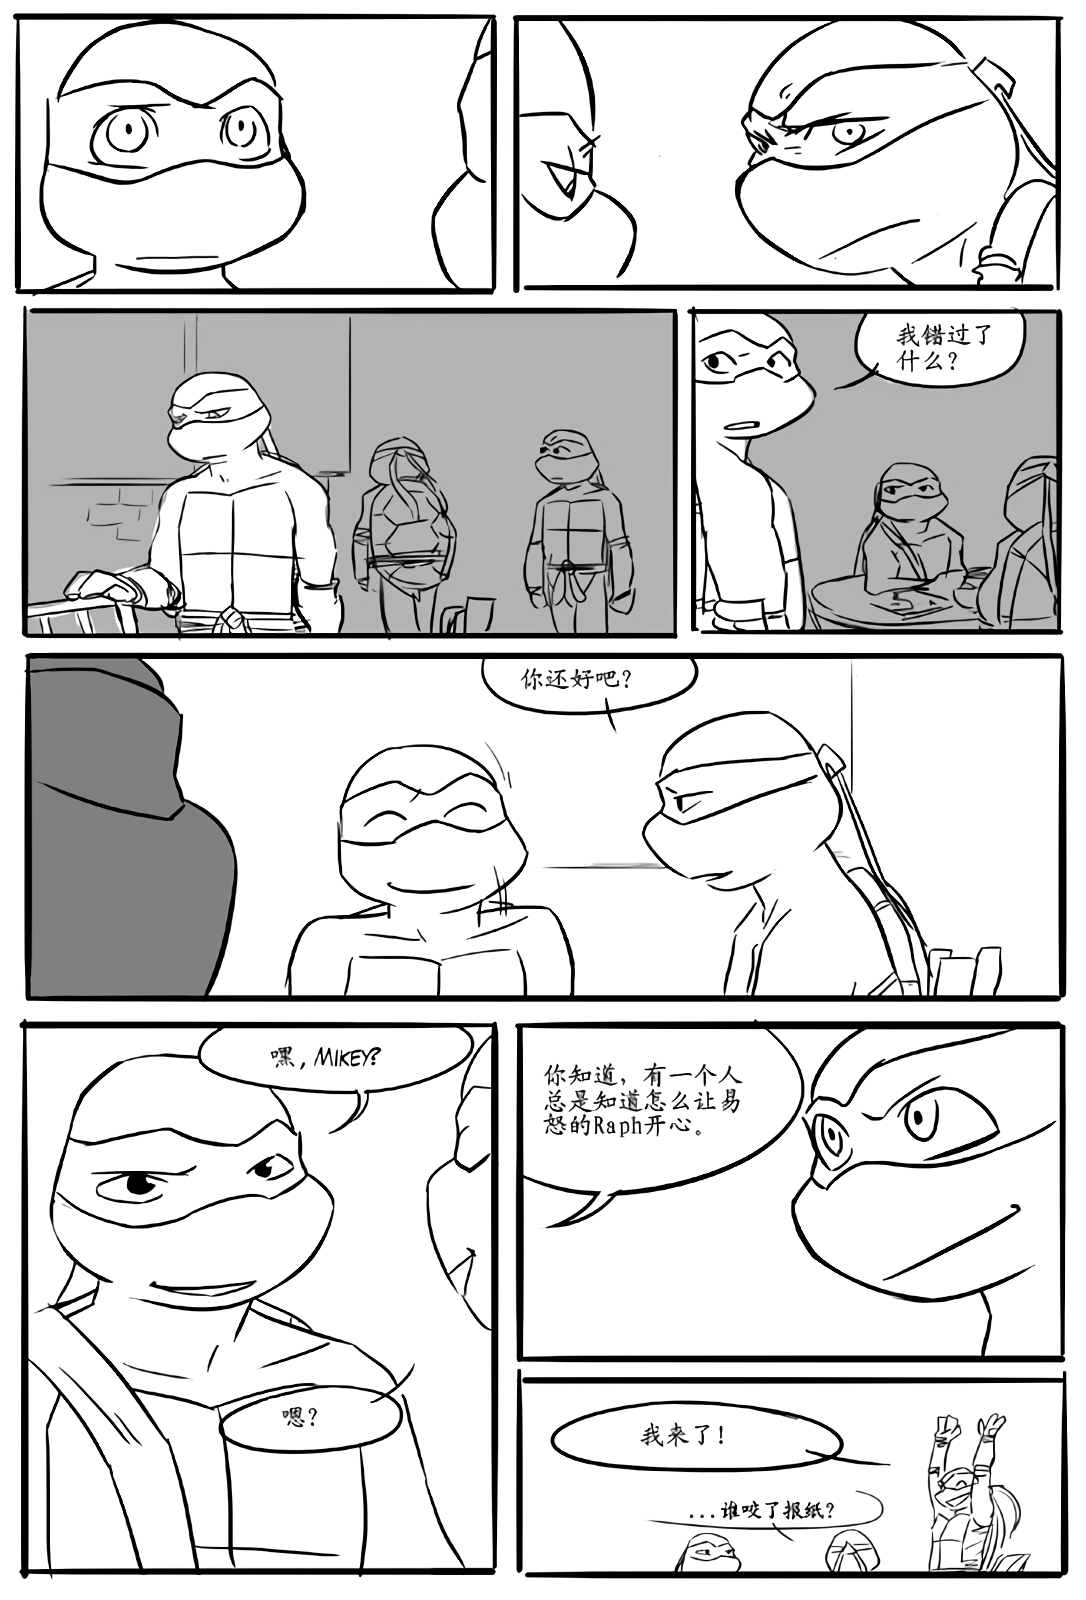 我错过了
什么？
你还好吧？
嘿，MIKEY?
嗯？
你知道，有一个人
总是知道怎么让易
怒的Raph开心。
我来了！
...谁咬了报纸？